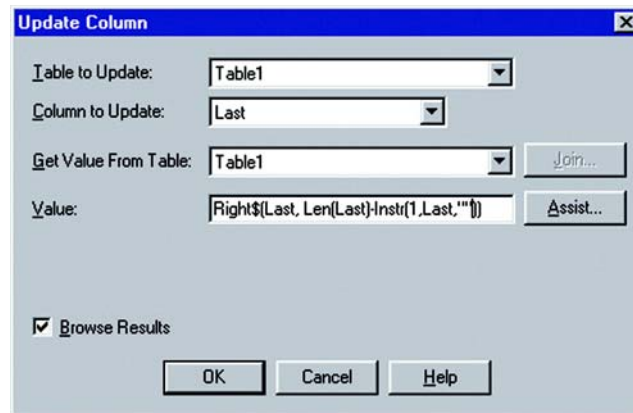 Update Column
Table to Update: Table1
Column to Update: Last
Get Value From Table: Table1 Join...
Value: Right$(Last, Len(Last)-Instr(1,Last,"" ")) Assist...
Browse Results
OK Cancel Help